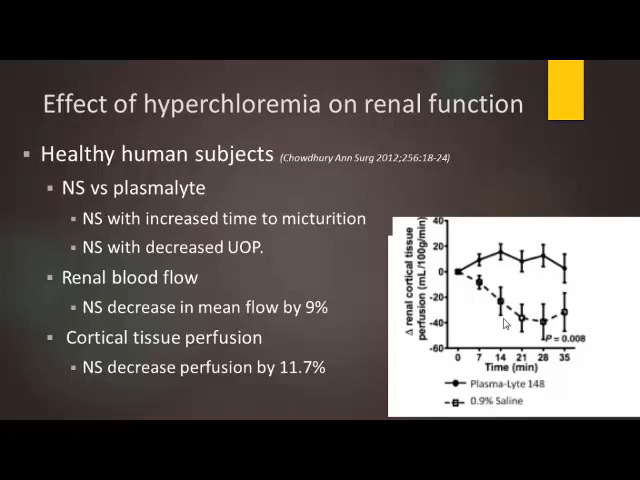 Effect of hyperchloremia on renal function
Healthy human subjects (Chowdhury Ann Surg 2012;256:18-24)
NS vs plasmalyte
NS with increased time to micturition
NS with decreased UOP.
Renal blood flow
NS decrease in mean flow by 9%
Cortical tissue perfusion
NS decrease perfusion by 11.7%
Δ renal cortical tissue
perfusion (mL/100g/min)
40
20
0
-20
-40
-60
P = 0.008
0 7 14 21 28 35
Time (min)
Plasma-Lyte 148
0.9% Saline